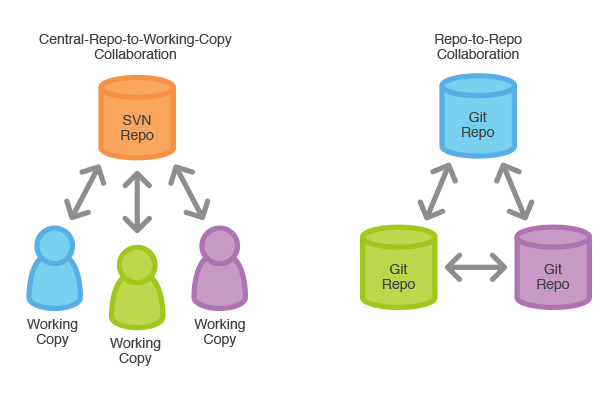 Central-Repo-to-Working-Copy
Collaboration
SVN
Repo
Working
Copy
Working
Copy
Working
Copy
Repo-to-Repo
Collaboration
Git
Repo
Git
Repo
Git
Repo